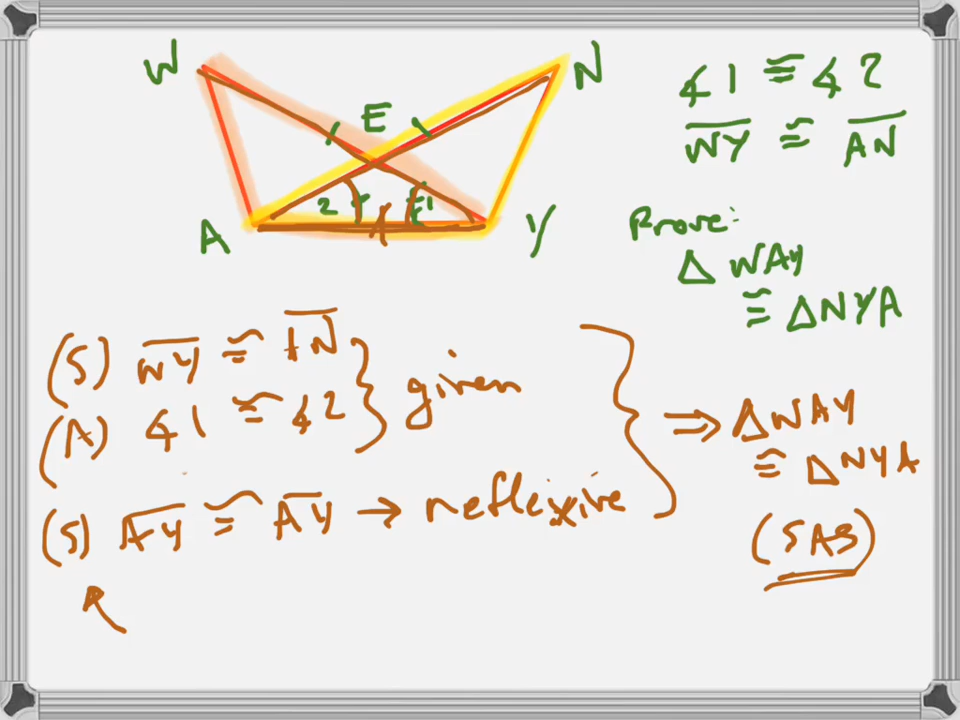 W
N
E
2
1
A
Y
∡1 ≅ ∡2
WY ≅ AN
Prove:
Δ WAY
≅ Δ NYA
(S) WY ≅ AN
(A) ∡1 ≅ ∡2
given
(S) AY ≅ AY → reflexive
⇒ Δ WAY
≅ Δ NYA
(SAS)